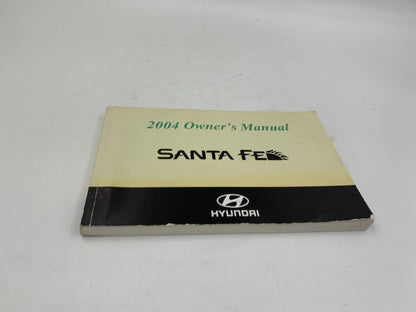 2004 Owner's Manual
SANTA FE
HYUNDAI